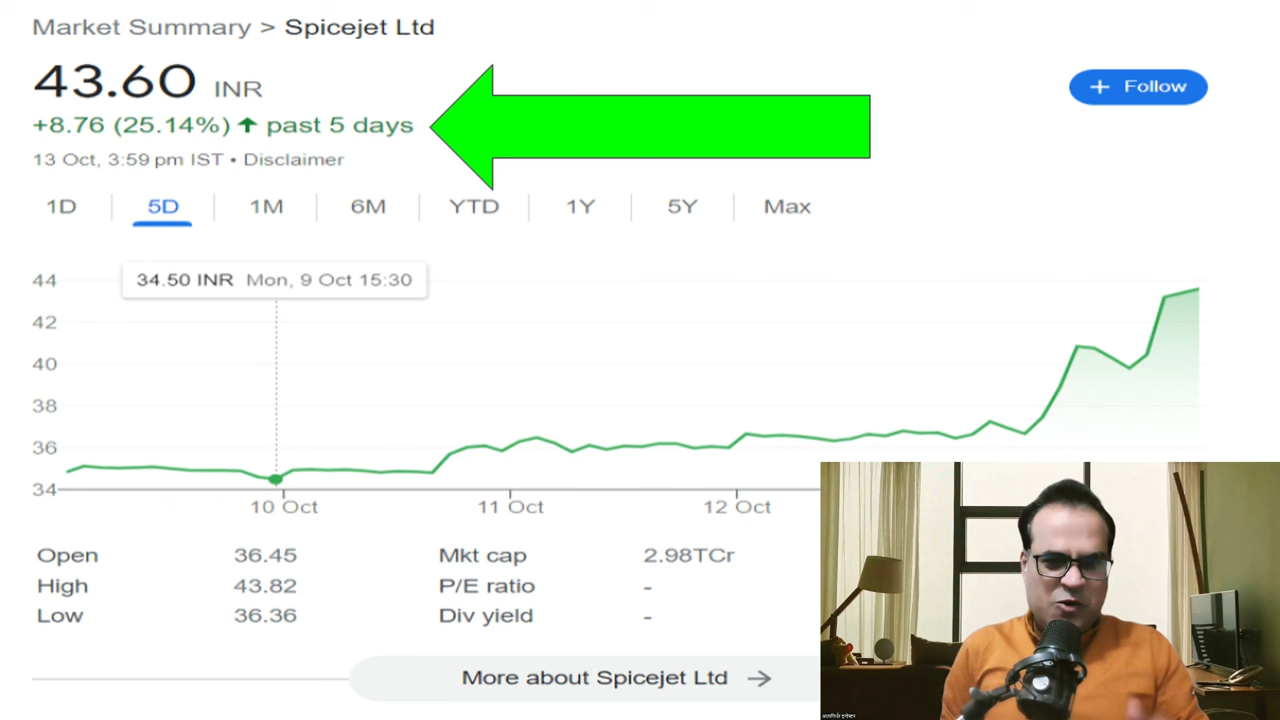 Market Summary > Spicejet Ltd
43.60 INR
+ Follow
+8.76 (25.14%) ↑ past 5 days
13 Oct, 3:59 pm IST • Disclaimer
1D 5D 1M 6M YTD 1Y 5Y Max
34.50 INR Mon, 9 Oct 15:30
44
42
40
38
36
34
10 Oct 11 Oct 12 Oct
Open 36.45 Mkt cap 2.98TCr
High 43.82 P/E ratio -
Low 36.36 Div yield -
More about Spicejet Ltd →